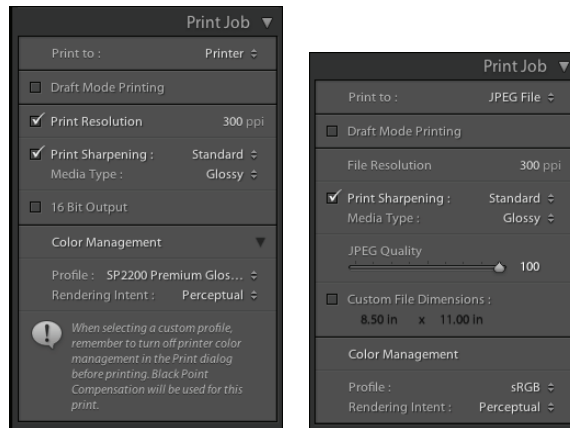 Print Job
Print to : Printer
Draft Mode Printing
Print Resolution 300 ppi
Print Sharpening : Standard
Media Type : Glossy
16 Bit Output
Color Management
Profile : SP2200 Premium Glos...
Rendering Intent : Perceptual
When selecting a custom profile,
remember to turn off printer color
management in the Print dialog
before printing. Black Point
Compensation will be used for this
print.
Print Job
Print to : JPEG File
Draft Mode Printing
File Resolution 300 ppi
Print Sharpening : Standard
Media Type : Glossy
JPEG Quality
100
Custom File Dimensions :
8.50 in x 11.00 in
Color Management
Profile : sRGB
Rendering Intent : Perceptual